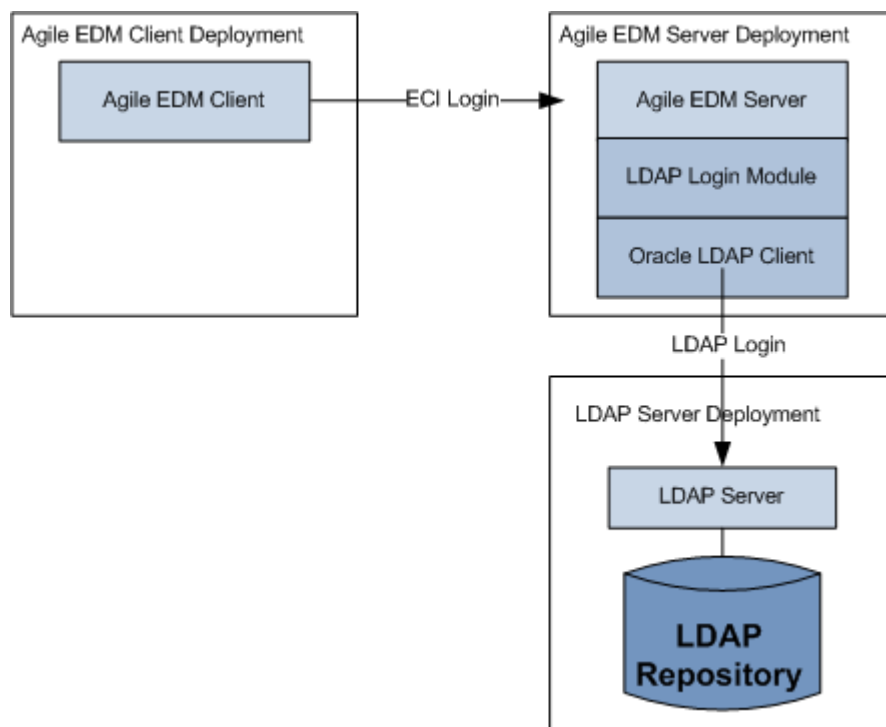 Agile EDM Client Deployment
Agile EDM Client
ECI Login
Agile EDM Server Deployment
Agile EDM Server
LDAP Login Module
Oracle LDAP Client
LDAP Login
LDAP Server Deployment
LDAP Server
LDAP
Repository